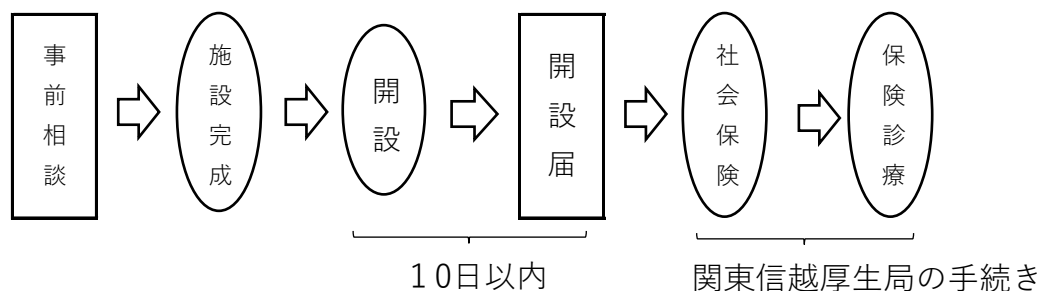 事前相談
施設完成
開設
開設届
社会保険
保険診療
10日以内
関東信越厚生局の手続き